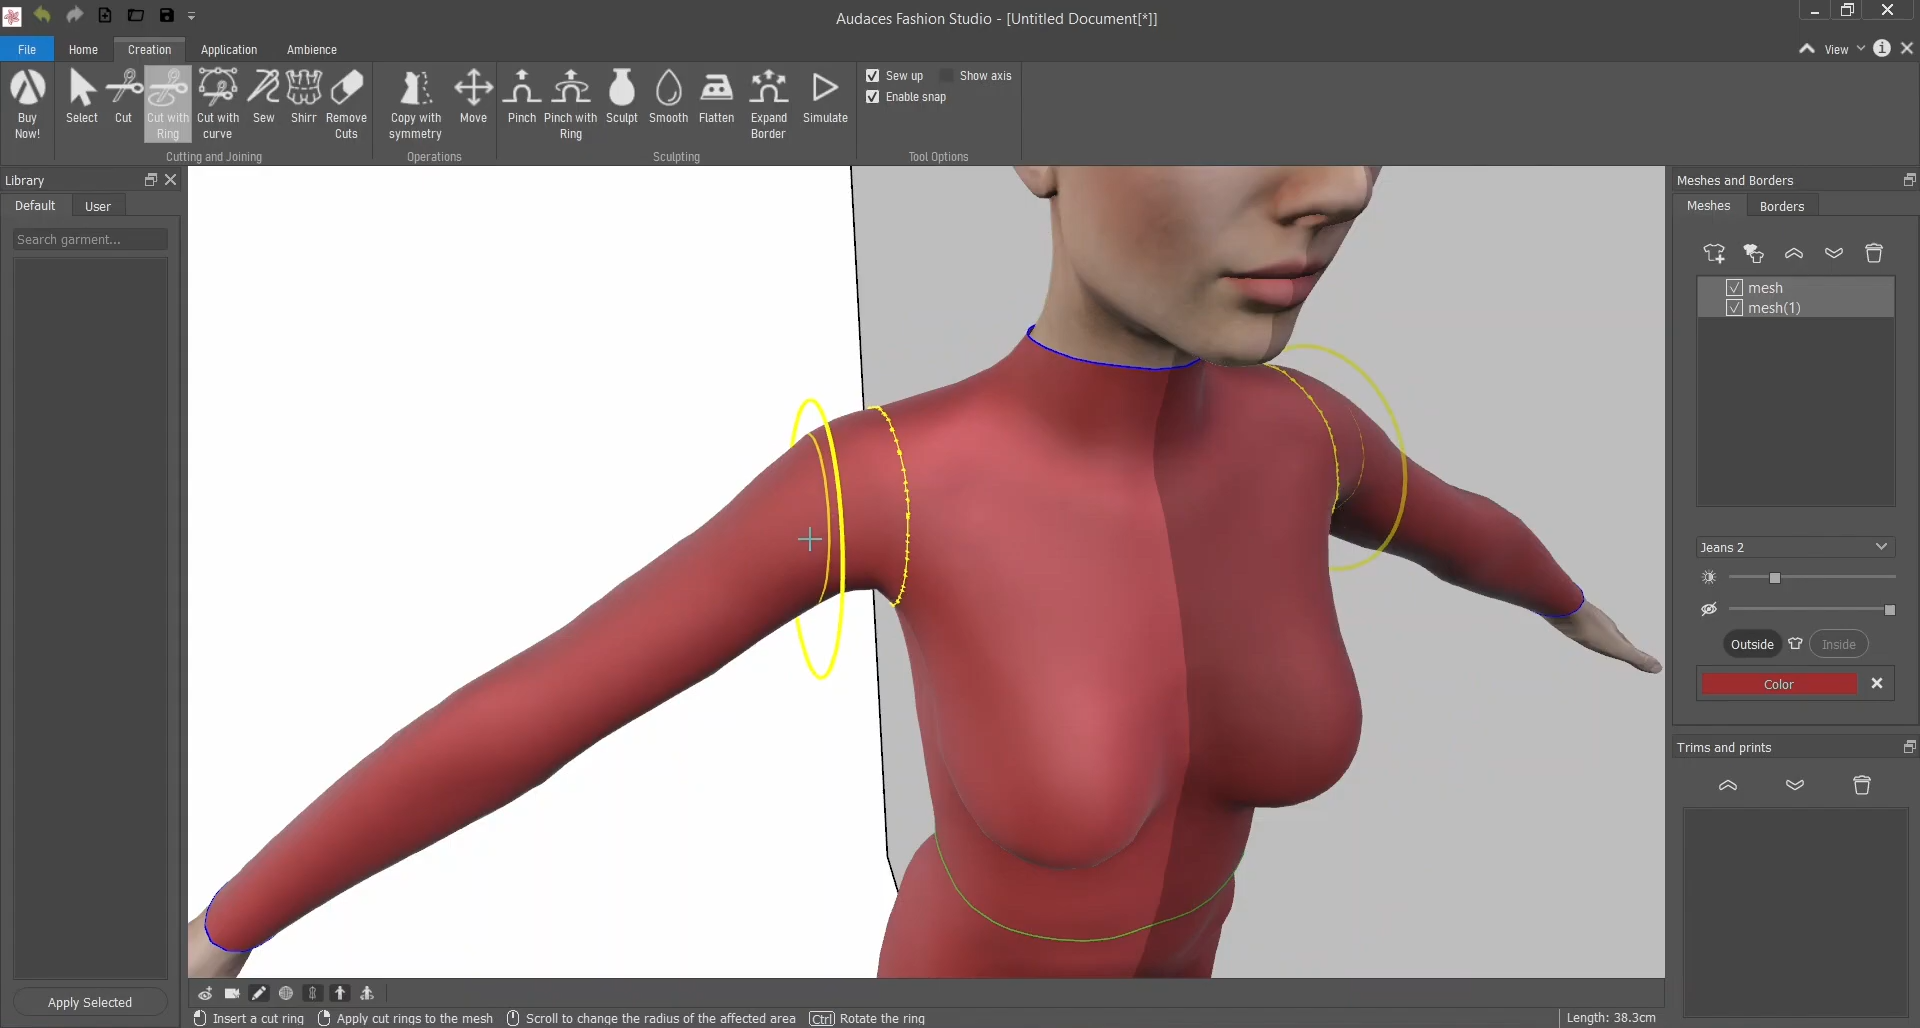 Audaces Fashion Studio - [Untitled Document[*]]
File Home Creation Application Ambience View
Buy Now!
Select Cut Cut with Ring Cut with curve Sew Shirr Remove Cuts
Cutting and Joining
Copy with symmetry Move
Operations
Pinch Pinch with Ring Sculpt Smooth Flatten Expand Border Simulate
Sculpting
Sew up Show axis
Enable snap
Tool Options
Library
Default User
Search garment...
Apply Selected
Meshes and Borders
Meshes Borders
mesh
mesh(1)
Jeans 2
Outside Inside
Color
Trims and prints
Insert a cut ring Apply cut rings to the mesh Scroll to change the radius of the affected area Ctrl Rotate the ring
Length: 38.3cm